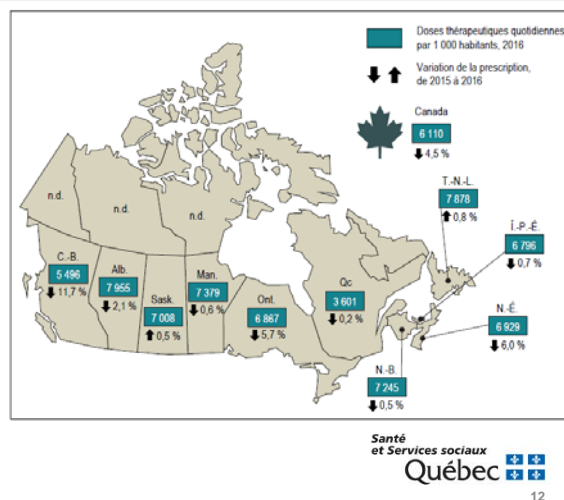 Doses thérapeutiques quotidiennes
par 1 000 habitants, 2016
Variation de la prescription,
de 2015 à 2016
Canada
6 110
4,5 %
n.d.
n.d.
n.d.
T.-N.-L.
7 878
0,8 %
Î.-P.-É.
6 796
0,7 %
C.-B.
5 496
11,7 %
Alb.
7 955
2,1 %
Sask.
7 008
0,5 %
Man.
7 379
0,6 %
Ont.
6 867
5,7 %
Qc
3 601
0,2 %
N.-É.
6 929
6,0 %
N.-B.
7 245
0,5 %
Santé
et Services sociaux
Québec
12